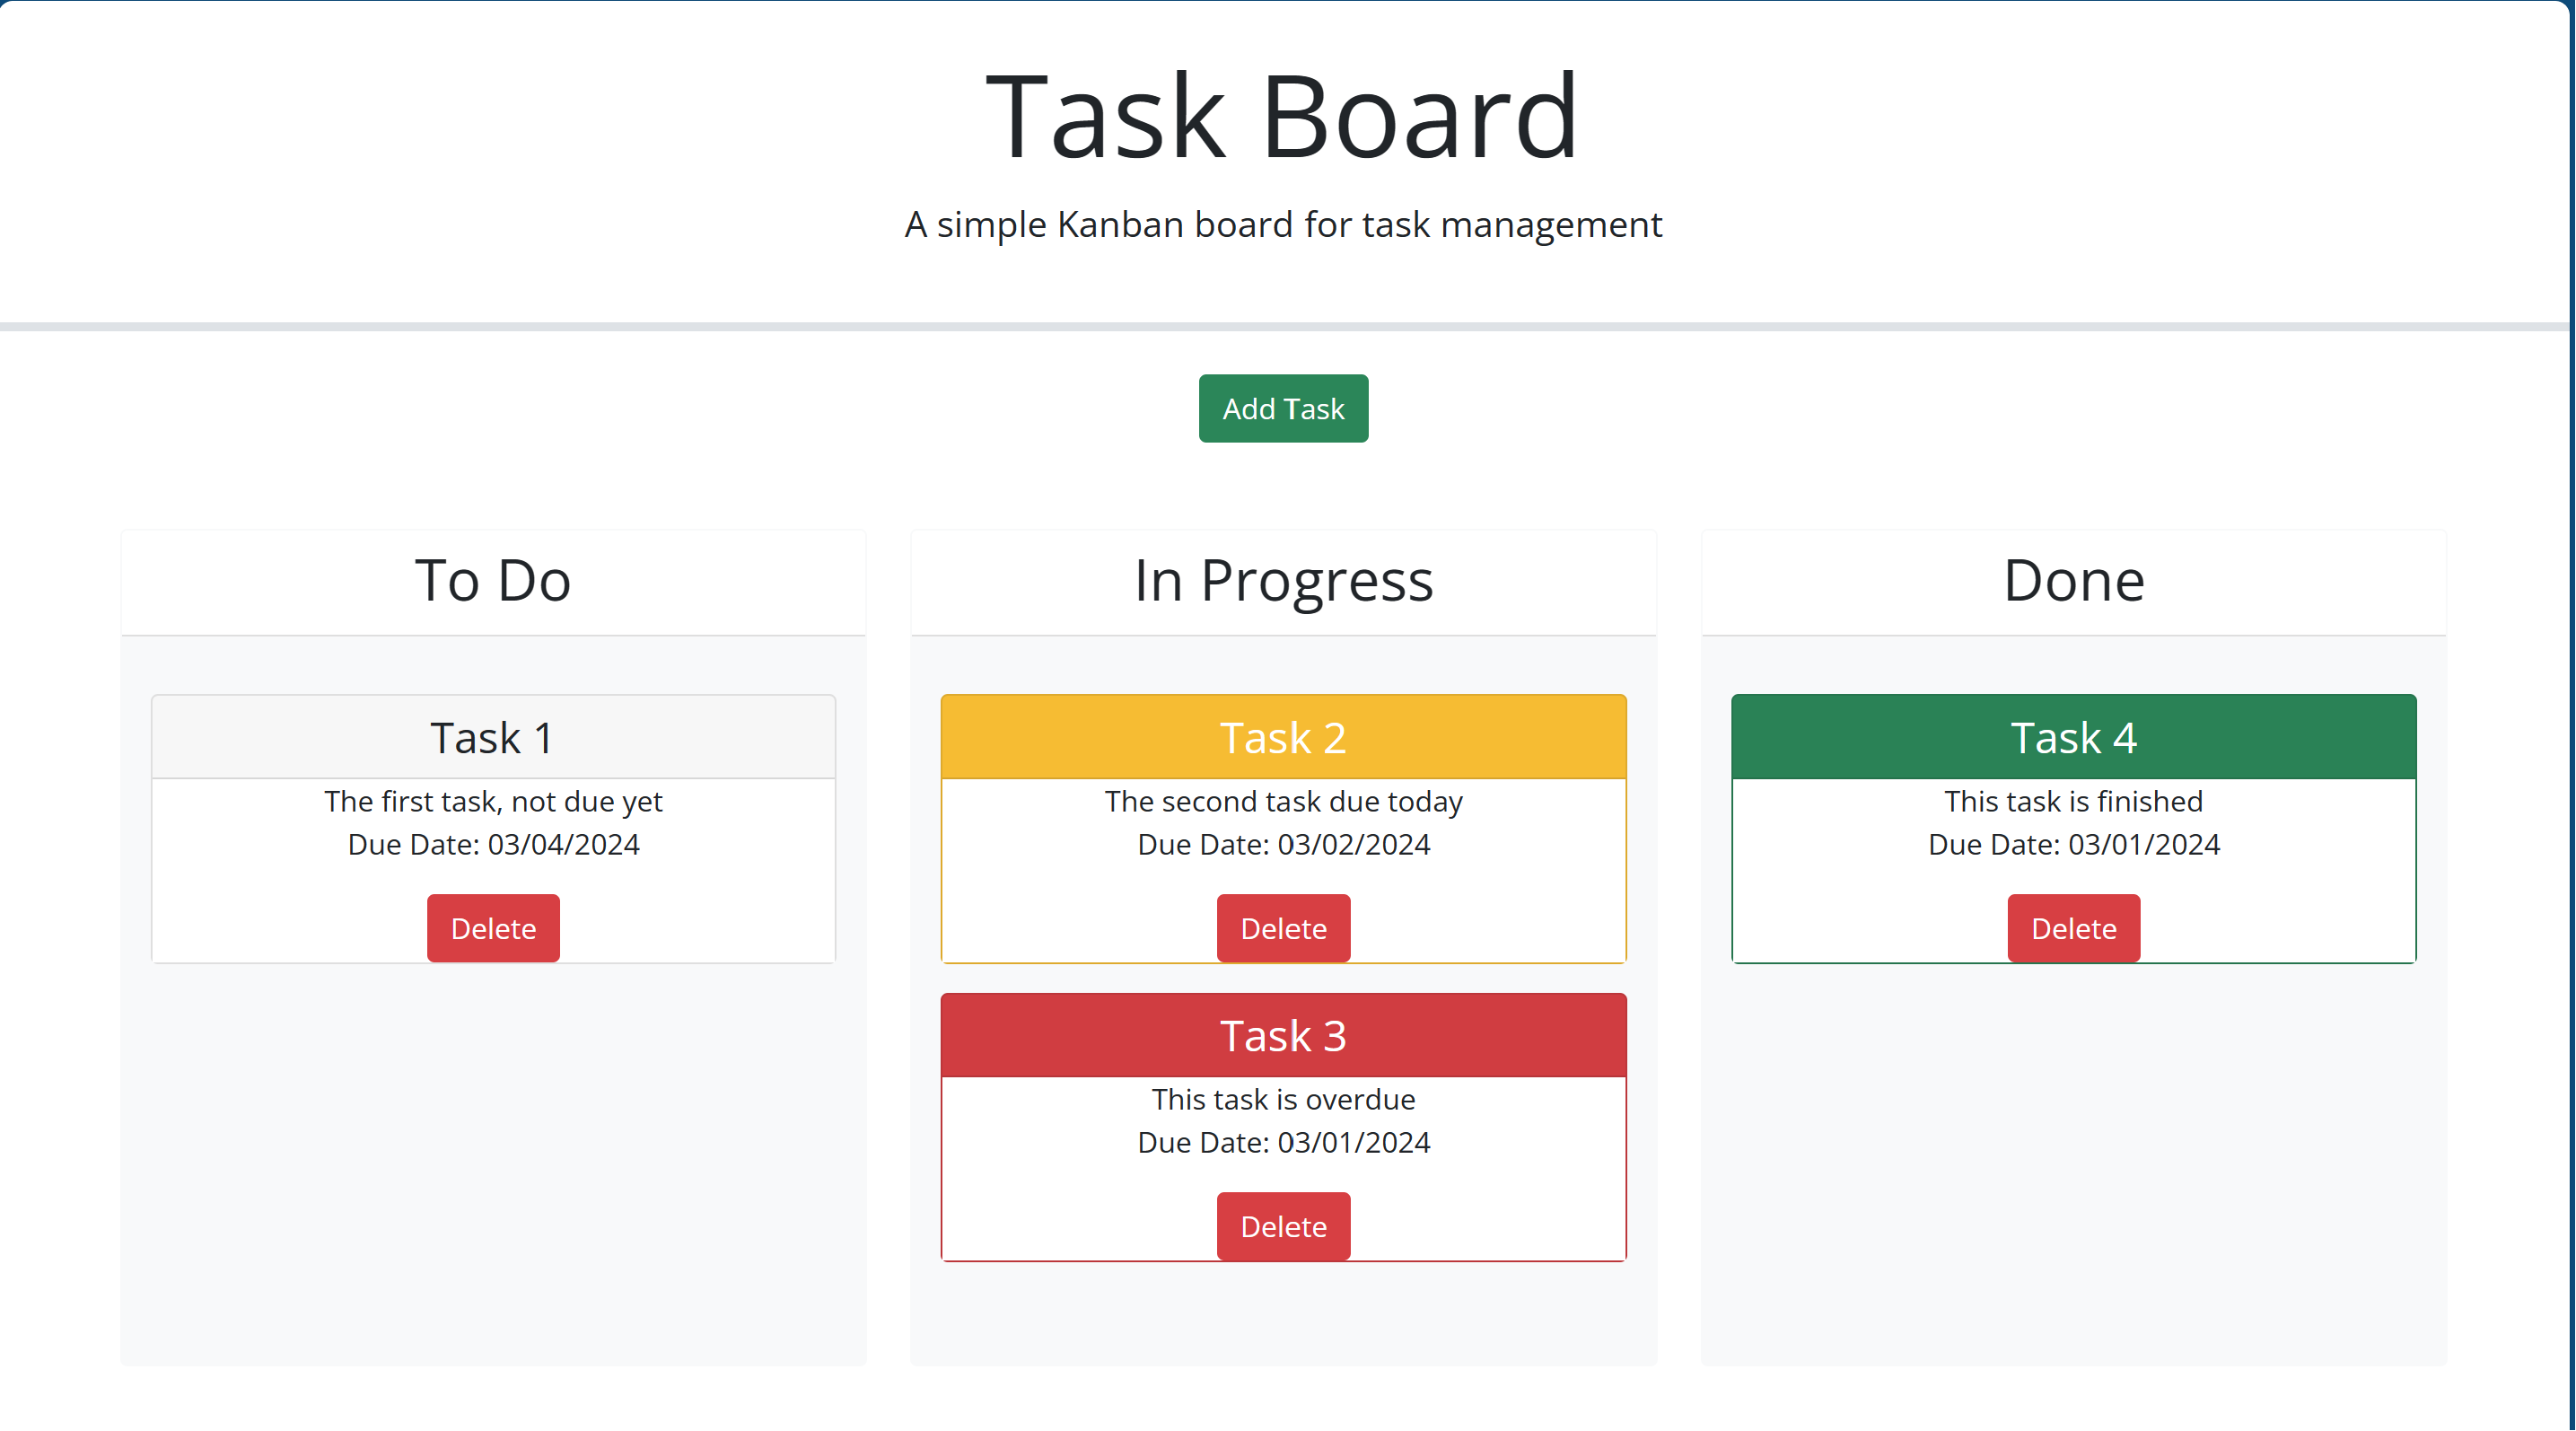 Task Board
A simple Kanban board for task management
Add Task
To Do
Task 1
The first task, not due yet
Due Date: 03/04/2024
Delete
In Progress
Task 2
The second task due today
Due Date: 03/02/2024
Delete
Task 3
This task is overdue
Due Date: 03/01/2024
Delete
Done
Task 4
This task is finished
Due Date: 03/01/2024
Delete